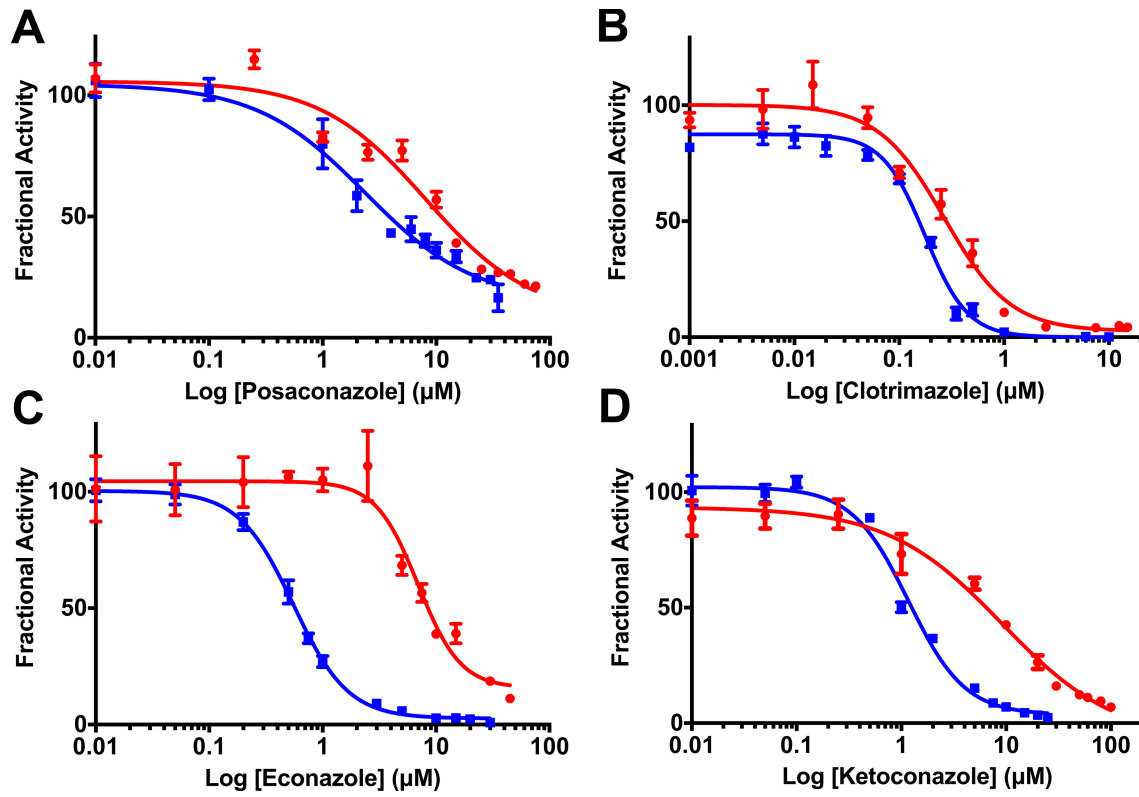 A
Fractional Activity
100
50
0
0.01 0.1 1 10 100
Log [Posaconazole] (µM)
B
Fractional Activity
100
50
0
0.001 0.01 0.1 1 10
Log [Clotrimazole] (µM)
C
Fractional Activity
100
50
0
0.01 0.1 1 10 100
Log [Econazole] (µM)
D
Fractional Activity
100
50
0
0.01 0.1 1 10 100
Log [Ketoconazole] (µM)